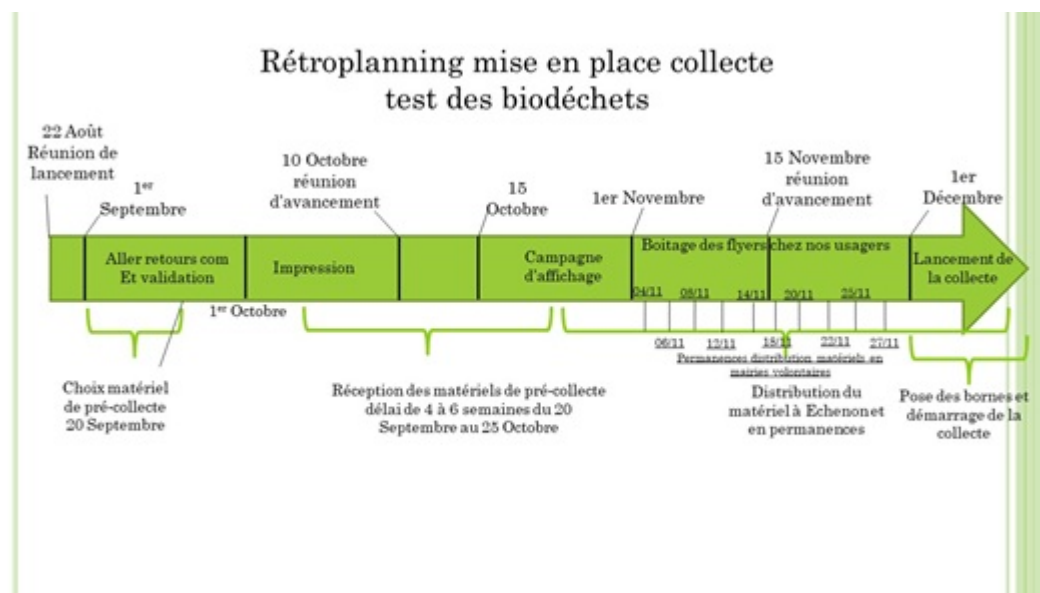 Rétroplanning mise en place collecte
test des biodéchets
22 Août
Réunion de
lancement
1er
Septembre
10 Octobre
réunion
d'avancement
15
Octobre
1er Novembre
15 Novembre
réunion
d'avancement
1er
Décembre
Aller retours com
Et validation
Impression
Campagne
d'affichage
Boitage des flyers chez nos usagers
Lancement de
la collecte
1er Octobre
04/11
08/11
14/11
20/11
25/11
06/11
12/11
18/11
22/11
27/11
Permanences distribution matériels en
mairies volontaires
Choix matériel
de pré-collecte
20 Septembre
Réception des matériels de pré-collecte
délai de 4 à 6 semaines du 20
Septembre au 25 Octobre
Distribution du
matériel à Echenon et
en permanences
Pose des bornes et
démarrage de la
collecte